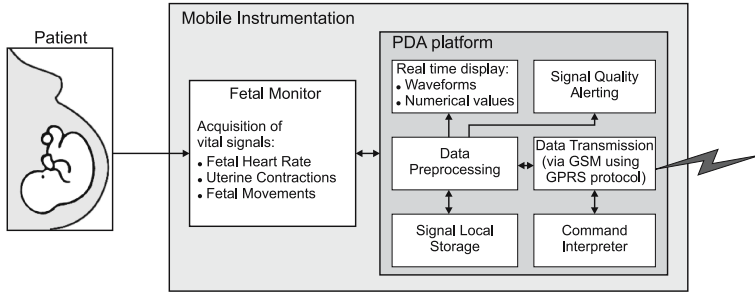 Mobile Instrumentation
Patient
PDA platform
Fetal Monitor
Acquisition of
vital signals:
• Fetal Heart Rate
• Uterine Contractions
• Fetal Movements
Real time display:
• Waveforms
• Numerical values
Signal Quality
Alerting
Data
Preprocessing
Data Transmission
(via GSM using
GPRS protocol)
Signal Local
Storage
Command
Interpreter